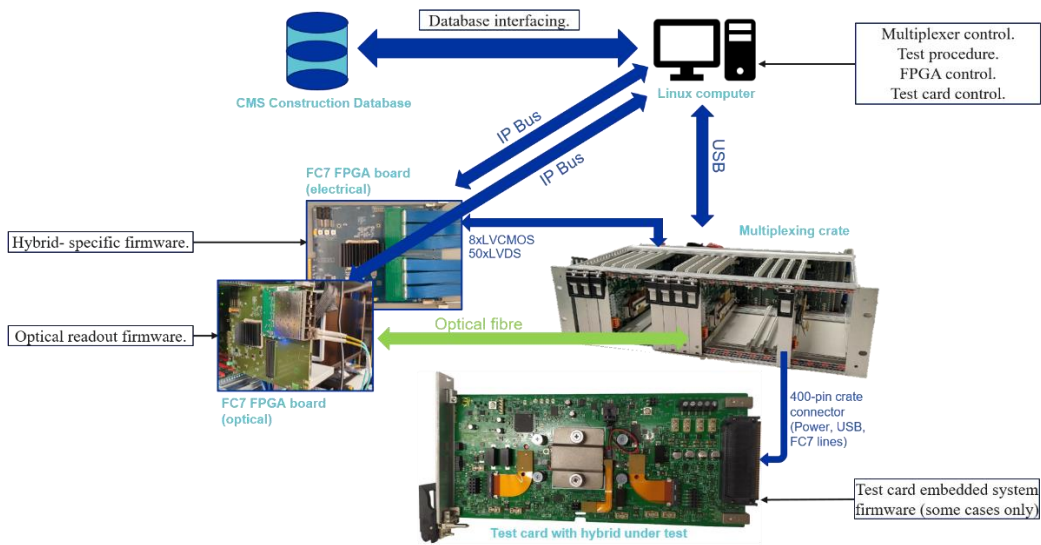 Database interfacing.
Multiplexer control.
Test procedure.
FPGA control.
Test card control.
CMS Construction Database
Linux computer
IP Bus
IP Bus
USB
FC7 FPGA board
(electrical)
Hybrid- specific firmware.
8xLVCMOS
50xLVDS
Multiplexing crate
Optical readout firmware.
Optical fibre
FC7 FPGA board
(optical)
400-pin crate
connector
(Power, USB,
FC7 lines)
Test card embedded system
firmware (some cases only)
Test card with hybrid under test